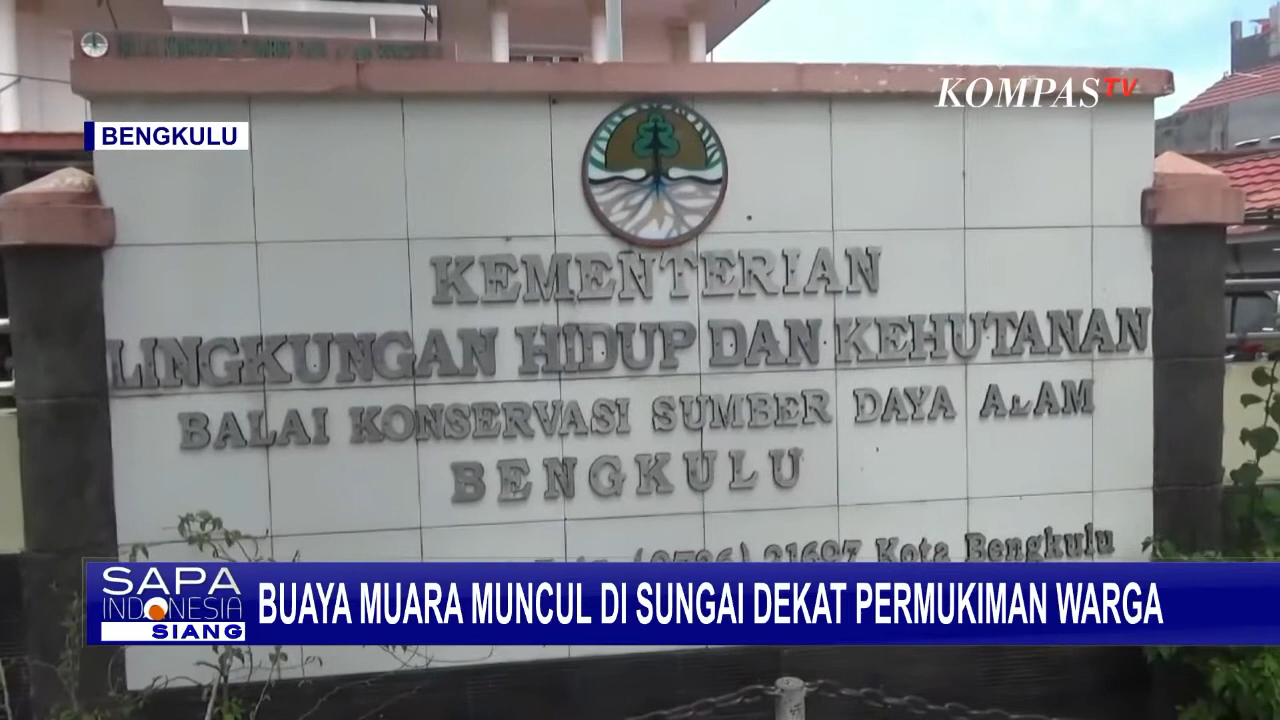 KOMPASTV
BENGKULU
KEMENTERIAN
LINGKUNGAN HIDUP DAN KEHUTANAN
BALAI KONSERVASI SUMBER DAYA ALAM
BENGKULU
21697 Kota Bengkulu
SAPA
INDONESIA
SIANG
BUAYA MUARA MUNCUL DI SUNGAI DEKAT PERMUKIMAN WARGA